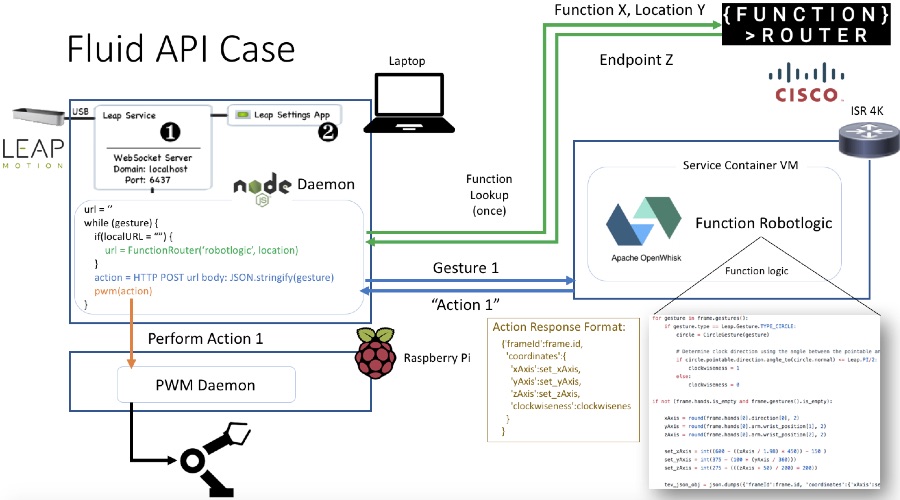 Fluid API Case
Function X, Location Y
{FUNCTION}
>ROUTER
Endpoint Z
Laptop
CISCO
ISR 4K
USB
LEAP
MOTION
Leap Service
1
WebSocket Server
Domain: localhost
Port: 6437
Leap Settings App
2
node
JS
Daemon
url = “
while (gesture) {
if(localURL = “”) {
url = FunctionRouter(‘robotlogic’, location)
}
action = HTTP POST url body: JSON.stringify(gesture)
pwm(action)
}
Function
Lookup
(once)
Service Container VM
Apache OpenWhisk
Function Robotlogic
Function logic
Gesture 1
“Action 1”
Perform Action 1
Raspberry Pi
PWM Daemon
Action Response Format:
{'frameId':frame.id,
'coordinates':{
'xAxis':set_xAxis,
'yAxis':set_yAxis,
'zAxis':set_zAxis,
'clockwiseness':clockwisenes
}
}
for gesture in frame.gestures():
if gesture.type == Leap.Gesture.TYPE_CIRCLE:
circle = CircleGesture(gesture)
# Determine clock direction using the angle between the pointable an
if circle.pointable.direction.angle_to(circle.normal) <= Leap.PI/2:
clockwiseness = 1
else:
clockwiseness = 0
if not (frame.hands.is_empty and frame.gestures().is_empty):
xAxis = round(frame.hands[0].direction[0], 2)
yAxis = round(frame.hands[0].arm.wrist_position[1], 2)
zAxis = round(frame.hands[0].arm.wrist_position[2], 2)
set_xAxis = int(600 - ((xAxis / 1.98) * 450)) - 150 )
set_yAxis = int(375 - (100 + (yAxis / 360)))
set_zAxis = int(275 - (((zAxis + 50) / 200) * 200))
lev_json_obj = json.dumps({'frameId':frame.id, 'coordinates':{'xAxis':se